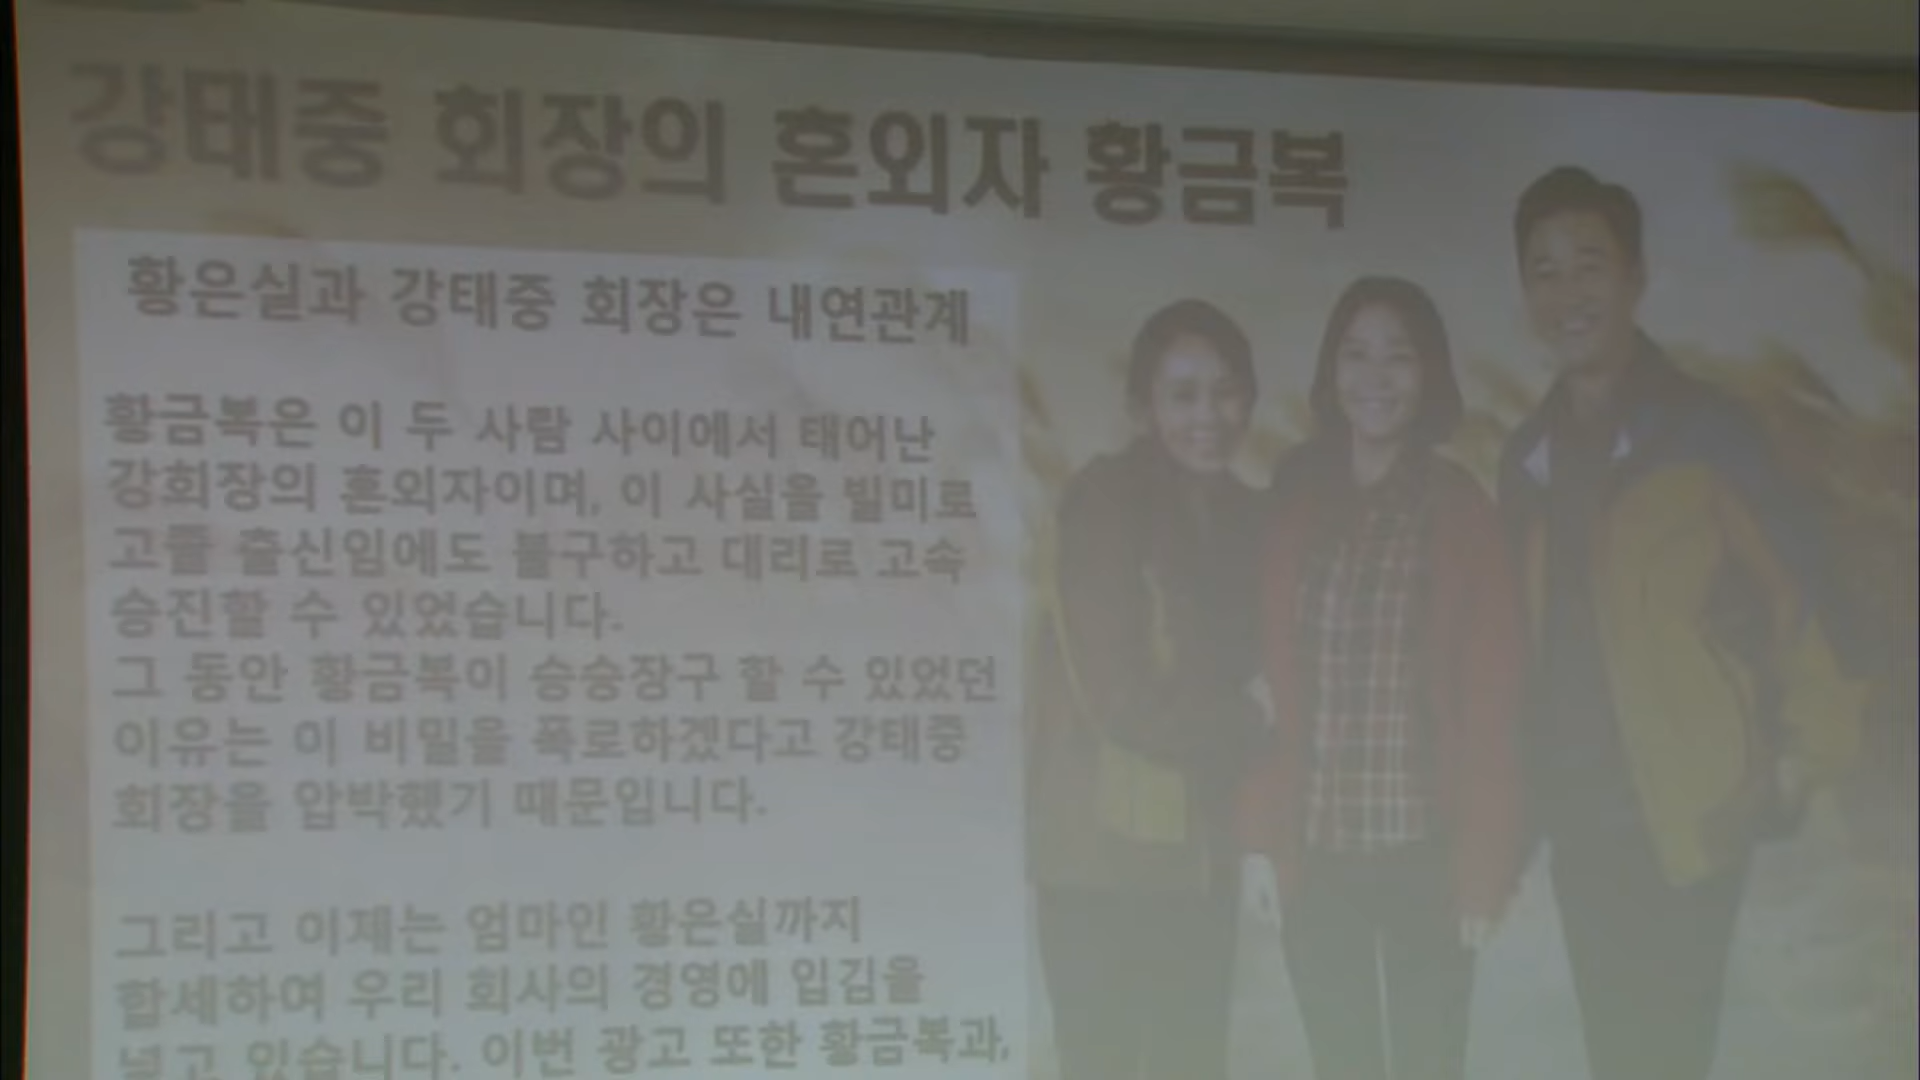 강태중 회장의 혼외자 황금복
황은실과 강태중 회장은 내연관계
황금복은 이 두 사람 사이에서 태어난
강회장의 혼외자이며, 이 사실을 빌미로
고졸 출신임에도 불구하고 대리로 고속
승진할 수 있었습니다.
그 동안 황금복이 승승장구 할 수 있었던
이유는 이 비밀을 폭로하겠다고 강태중
회장을 압박했기 때문입니다.
그리고 이제는 엄마인 황은실까지
합세하여 우리 회사의 경영에 입김을
넣고 있습니다. 이번 광고 또한 황금복과,